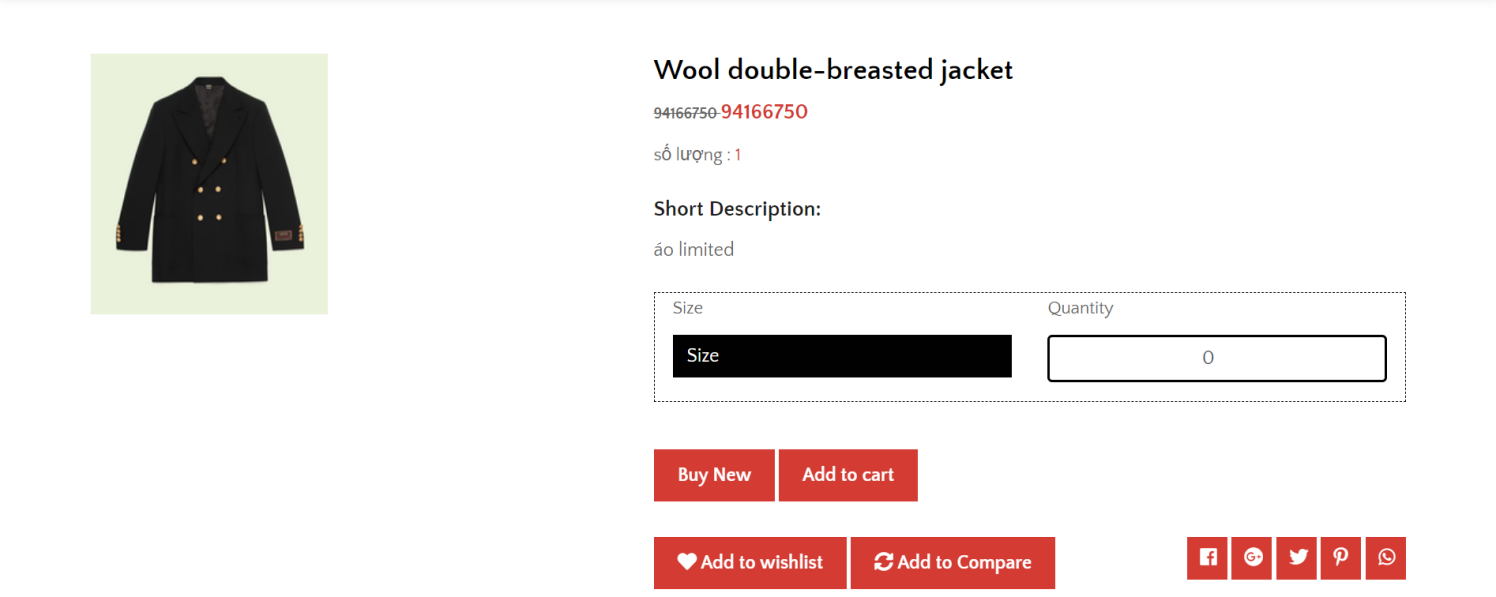 Wool double-breasted jacket
94166750 94166750
số lượng : 1
Short Description:
áo limited
Size Quantity
Size 0
Buy New Add to cart
Add to wishlist Add to Compare